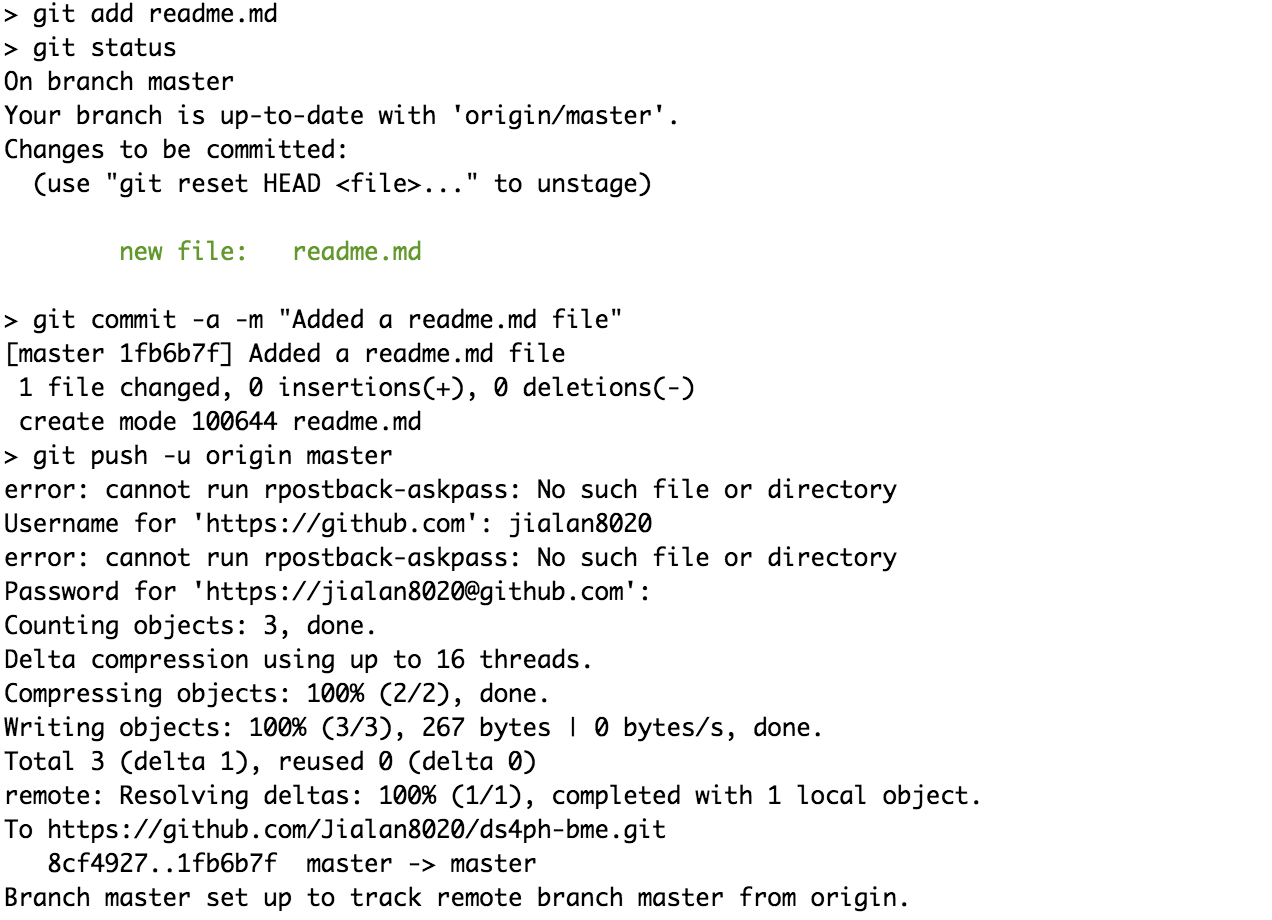 > git add readme.md
> git status
On branch master
Your branch is up-to-date with 'origin/master'.
Changes to be committed:
  (use "git reset HEAD <file>..." to unstage)

        new file:   readme.md

> git commit -a -m "Added a readme.md file"
[master 1fb6b7f] Added a readme.md file
 1 file changed, 0 insertions(+), 0 deletions(-)
 create mode 100644 readme.md
> git push -u origin master
error: cannot run rpostback-askpass: No such file or directory
Username for 'https://github.com': jialan8020
error: cannot run rpostback-askpass: No such file or directory
Password for 'https://jialan8020@github.com':
Counting objects: 3, done.
Delta compression using up to 16 threads.
Compressing objects: 100% (2/2), done.
Writing objects: 100% (3/3), 267 bytes | 0 bytes/s, done.
Total 3 (delta 1), reused 0 (delta 0)
remote: Resolving deltas: 100% (1/1), completed with 1 local object.
To https://github.com/Jialan8020/ds4ph-bme.git
   8cf4927..1fb6b7f  master -> master
Branch master set up to track remote branch master from origin.